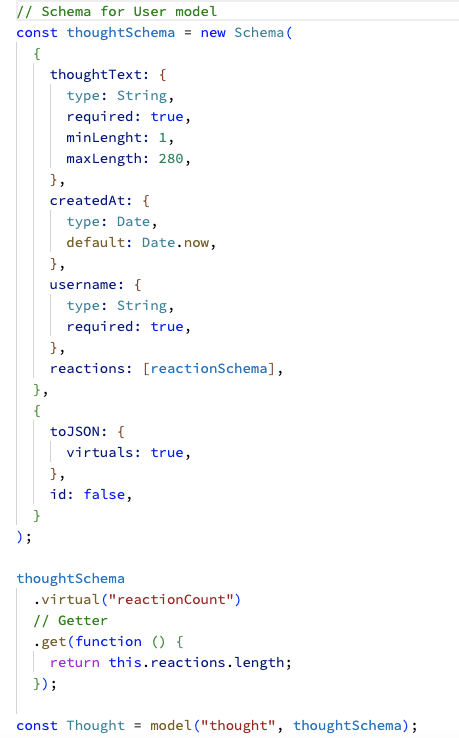 // Schema for User model
const thoughtSchema = new Schema(
  {
    thoughtText: {
      type: String,
      required: true,
      minLenght: 1,
      maxLength: 280,
    },
    createdAt: {
      type: Date,
      default: Date.now,
    },
    username: {
      type: String,
      required: true,
    },
    reactions: [reactionSchema],
  },
  {
    toJSON: {
      virtuals: true,
    },
    id: false,
  }
);

thoughtSchema
  .virtual("reactionCount")
  // Getter
  .get(function () {
    return this.reactions.length;
  });

const Thought = model("thought", thoughtSchema);